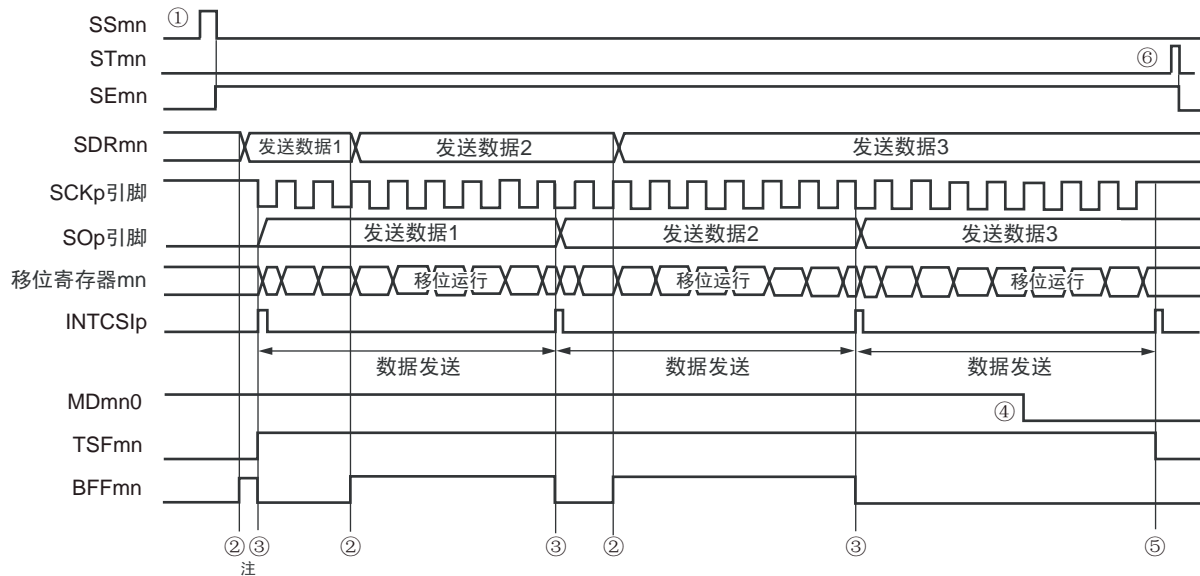 SSmn ①
STmn ⑥
SEmn
SDRmn 发送数据1 发送数据2 发送数据3
SCKp引脚
SOp引脚 发送数据1 发送数据2 发送数据3
移位寄存器mn 移位运行 移位运行 移位运行
INTCSIp
数据发送 数据发送 数据发送
MDmn0 ④
TSFmn
BFFmn
② ③ ② ③ ② ③ ⑤
注